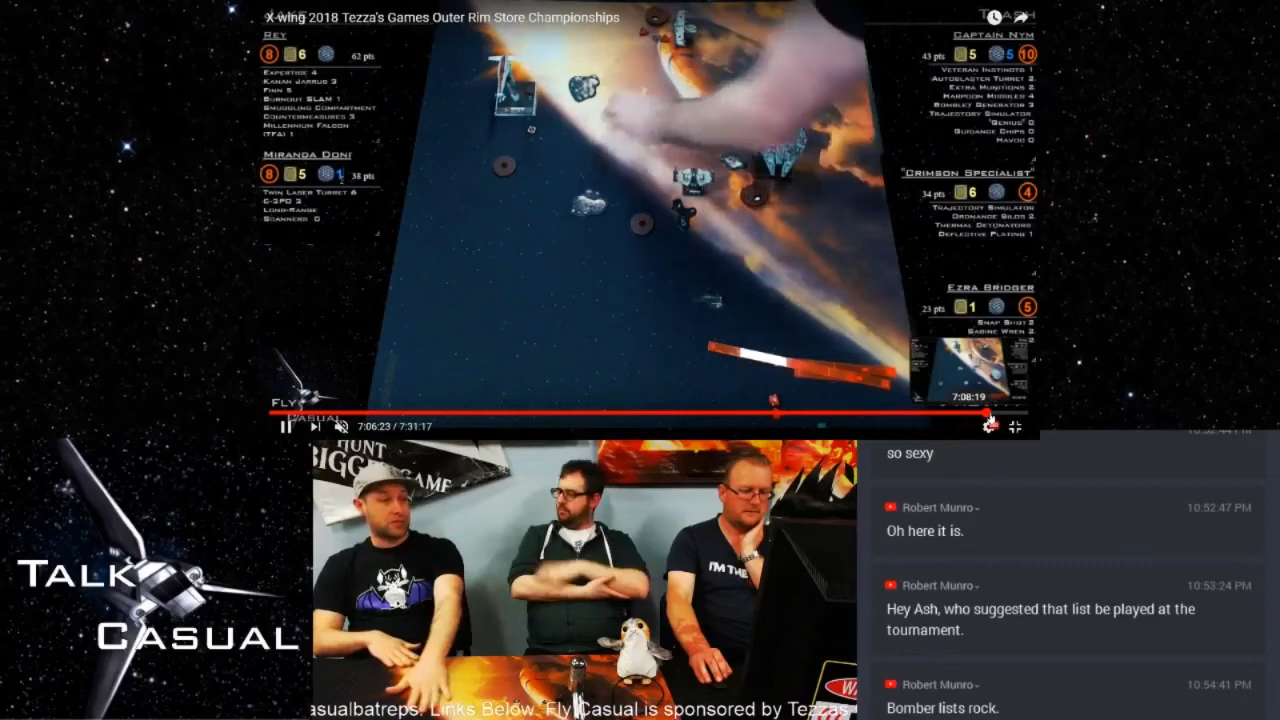 X-wing 2018 Tezza's Games Outer Rim Store Championships
Rey
8 6 62 pts
Expertise 4
Kanan Jarrus 3
Finn 5
Burnout SLAM 1
Smuggling Compartment
Countermeasures 3
Millennium Falcon
(TFA) 1
Miranda Doni
8 5 1 38 pts
Twin Laser Turret 6
C-3PO 3
Long-Range
Scanners 0
Captain Nym
43 pts 5 5 10
Veteran Instincts 1
Autoblaster Turret 2
Extra Munitions 2
Harpoon Missiles 4
Bomblet Generator 3
Trajectory Simulator
"Genius" 0
Guidance Chips 0
Havoc 0
"Crimson Specialist"
34 pts 6 4
Trajectory Simulator
Ordnance Silos 2
Thermal Detonators
Deflective Plating 1
Ezra Bridger
23 pts 1 5
Snap Shot 2
Sabine Wren 2
7:08:19
Fly
Casual
7:06:23 / 7:31:17
HUNT
BIGG
GAME
I'M THE
Talk
Casual
so sexy
Robert Munro
10:52:47 PM
Oh here it is.
Robert Munro
10:53:24 PM
Hey Ash, who suggested that list be played at the
tournament.
Robert Munro
10:54:41 PM
Bomber lists rock.
asualbatreps. Links Below. Fly Casual is sponsored by Tezzas